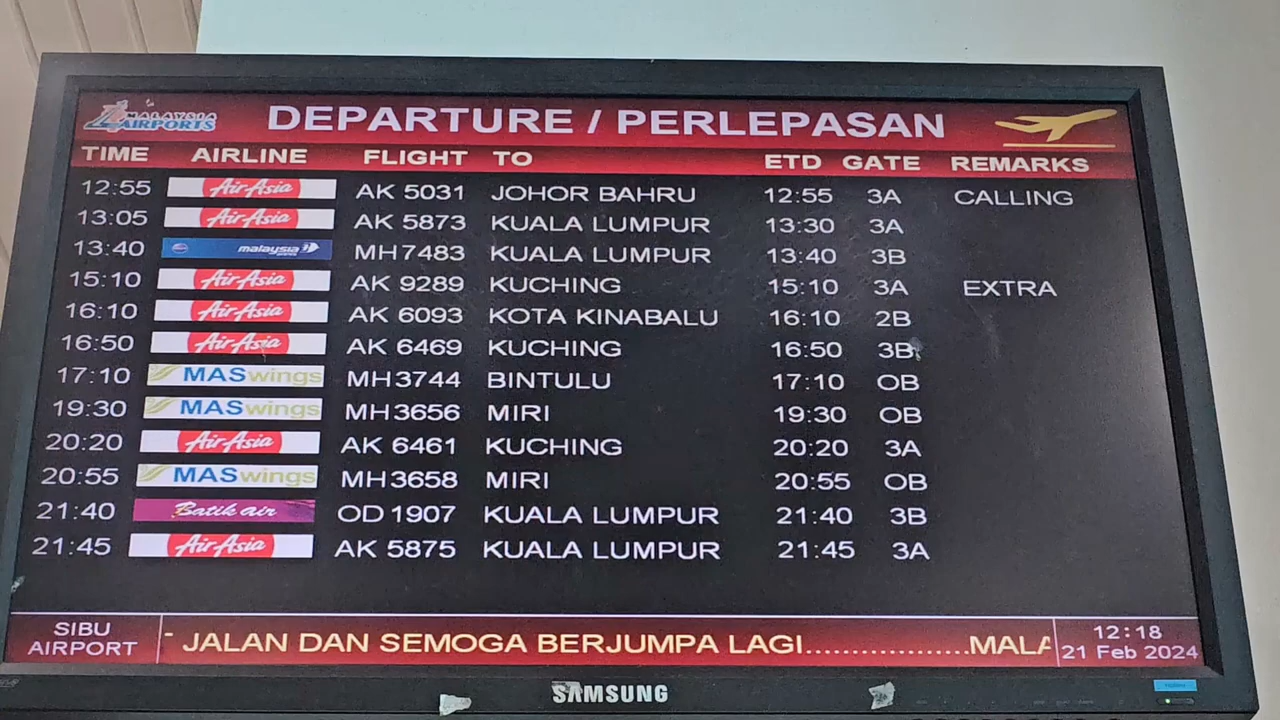 MALAYSIA AIRPORTS DEPARTURE / PERLEPASAN
TIME AIRLINE FLIGHT TO ETD GATE REMARKS
12:55 AirAsia AK 5031 JOHOR BAHRU 12:55 3A CALLING
13:05 AirAsia AK 5873 KUALA LUMPUR 13:30 3A
13:40 malaysia MH7483 KUALA LUMPUR 13:40 3B
15:10 AirAsia AK 9289 KUCHING 15:10 3A EXTRA
16:10 AirAsia AK 6093 KOTA KINABALU 16:10 2B
16:50 AirAsia AK 6469 KUCHING 16:50 3B
17:10 MASwings MH3744 BINTULU 17:10 OB
19:30 MASwings MH3656 MIRI 19:30 OB
20:20 AirAsia AK 6461 KUCHING 20:20 3A
20:55 MASwings MH3658 MIRI 20:55 OB
21:40 Batik air OD 1907 KUALA LUMPUR 21:40 3B
21:45 AirAsia AK 5875 KUALA LUMPUR 21:45 3A
SIBU AIRPORT JALAN DAN SEMOGA BERJUMPA LAGI..................MALA 12:18 21 Feb 2024
SAMSUNG